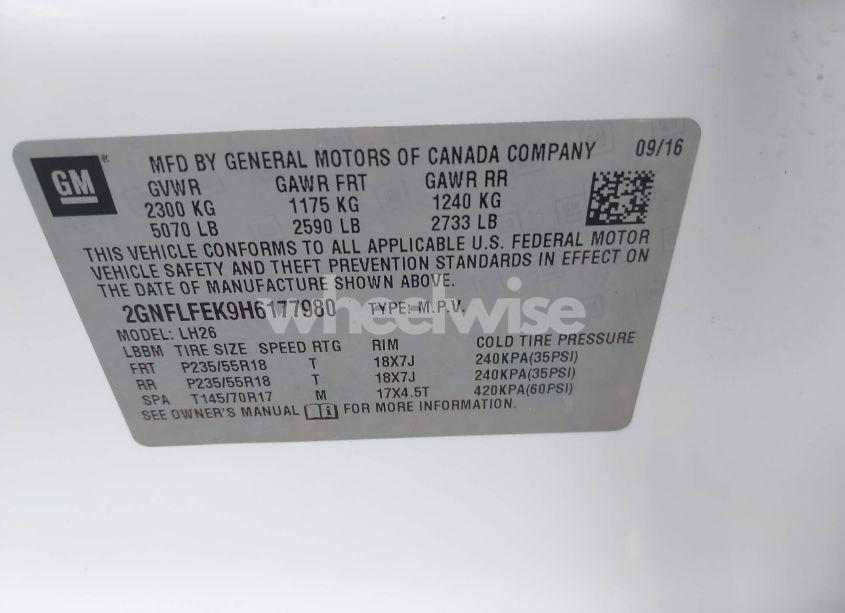 GM ®
MFD BY GENERAL MOTORS OF CANADA COMPANY 09/16
GVWR GAWR FRT GAWR RR
2300 KG 1175 KG 1240 KG
5070 LB 2590 LB 2733 LB
THIS VEHICLE CONFORMS TO ALL APPLICABLE U.S. FEDERAL MOTOR
VEHICLE SAFETY AND THEFT PREVENTION STANDARDS IN EFFECT ON
THE DATE OF MANUFACTURE SHOWN ABOVE.
2GNFLFEK9H6177980 TYPE: M.P.V.
wheelwise
MODEL: LH26
LBBM TIRE SIZE SPEED RTG RIM COLD TIRE PRESSURE
FRT P235/55R18 T 18X7J 240KPA(35PSI)
RR P235/55R18 T 18X7J 240KPA(35PSI)
SPA T145/70R17 M 17X4.5T 420KPA(60PSI)
SEE OWNER'S MANUAL FOR MORE INFORMATION.